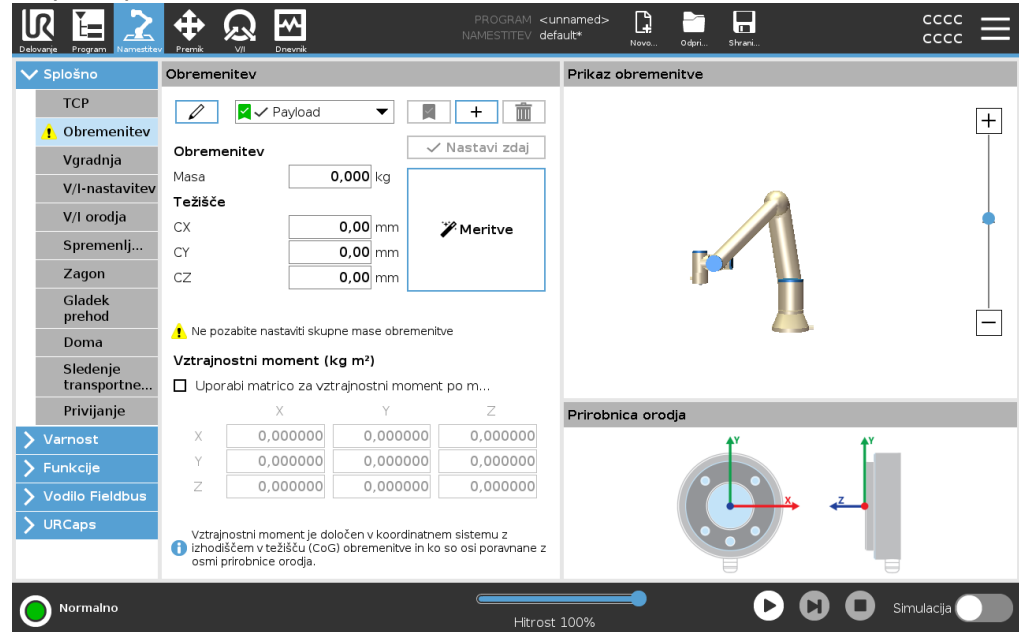 PROGRAM <unnamed>
NAMESTITEV default*
Delovanje
Program
Namestitev
Premik
V/I
Dnevnik
Novo...
Odpri...
Shrani...
cccc
cccc
Splošno
TCP
Obremenitev
Vgradnja
V/I-nastavitev
V/I orodja
Spremenlj...
Zagon
Gladek
prehod
Doma
Sledenje
transportne...
Privijanje
Varnost
Funkcije
Vodilo Fieldbus
URCaps
Obremenitev
Payload
Nastavi zdaj
Obremenitev
Masa 0,000 kg
Težišče
CX 0,00 mm
CY 0,00 mm
CZ 0,00 mm
Meritve
Ne pozabite nastaviti skupne mase obremenitve
Vztrajnostni moment (kg m²)
Uporabi matrico za vztrajnostni moment po m...
X Y Z
X 0,000000 0,000000 0,000000
Y 0,000000 0,000000 0,000000
Z 0,000000 0,000000 0,000000
Vztrajnostni moment je določen v koordinatnem sistemu z
izhodiščem v težišču (CoG) obremenitve in ko so osi poravnane z
osmi prirobnice orodja.
Prikaz obremenitve
Prirobnica orodja
Y
X
Y
Z
Normalno
Hitrost 100%
Simulacija